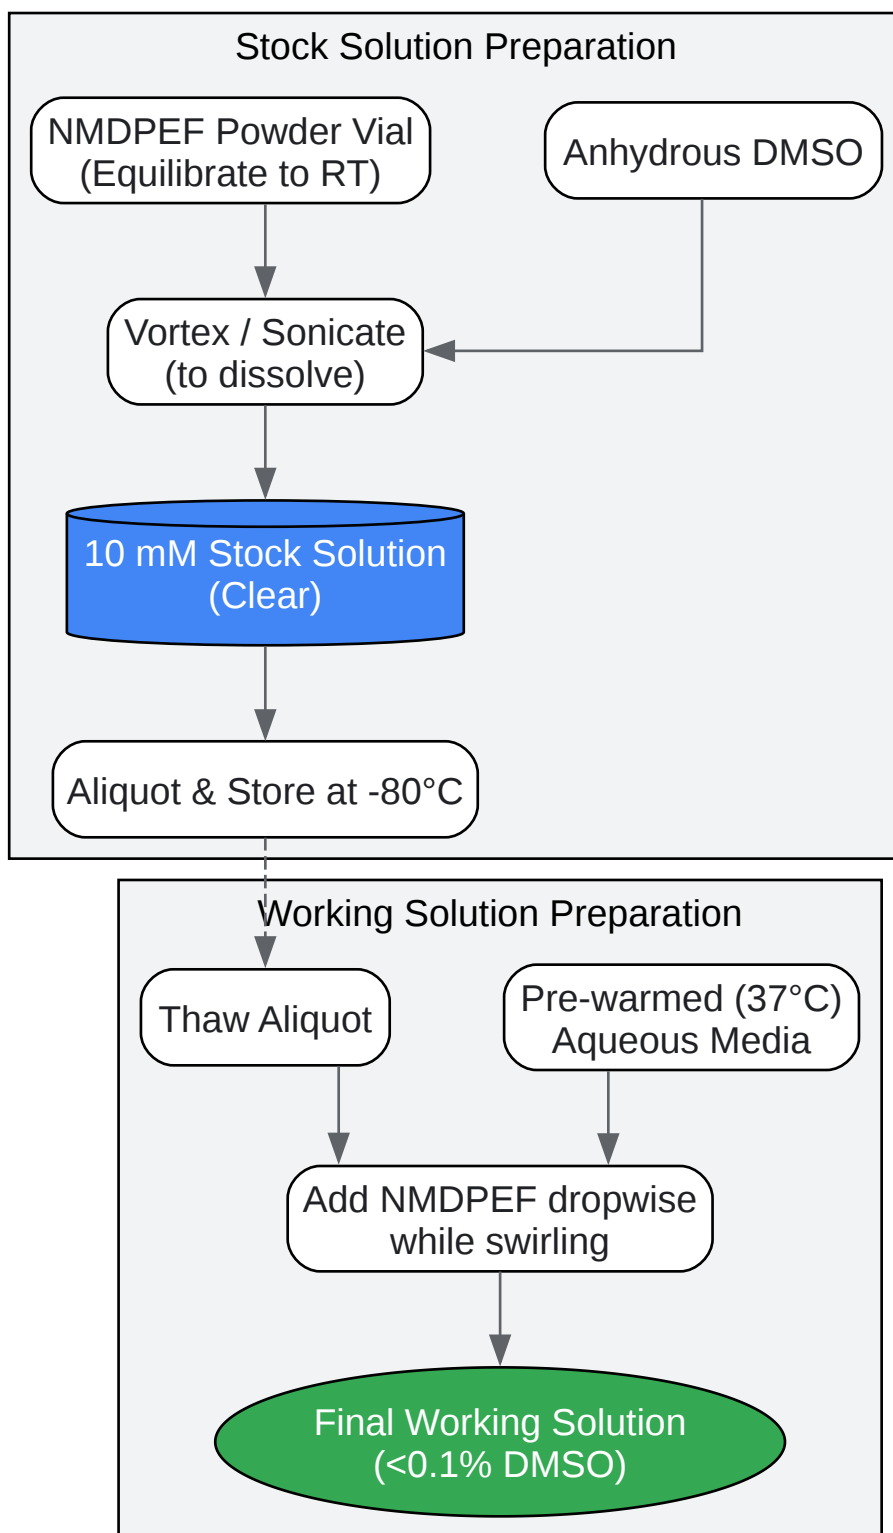 Stock Solution Preparation
NMDPEF Powder Vial
(Equilibrate to RT)
Anhydrous DMSO
Vortex / Sonicate
(to dissolve)
10 mM Stock Solution
(Clear)
Aliquot & Store at -80°C
Working Solution Preparation
Thaw Aliquot
Pre-warmed (37°C)
Aqueous Media
Add NMDPEF dropwise
while swirling
Final Working Solution
(<0.1% DMSO)